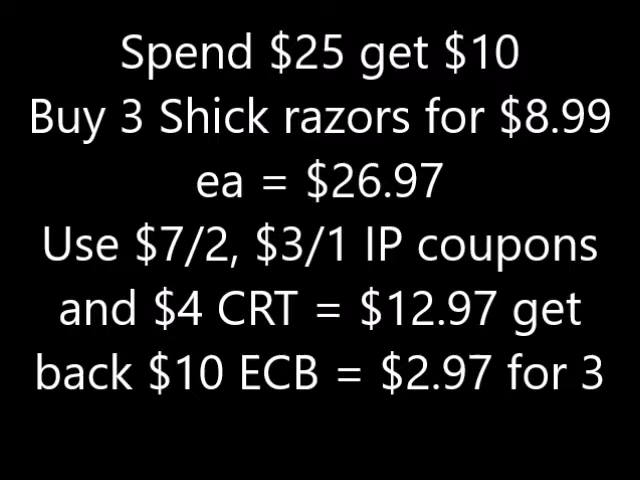 Spend $25 get $10
Buy 3 Shick razors for $8.99
ea = $26.97
Use $7/2, $3/1 IP coupons
and $4 CRT = $12.97 get
back $10 ECB = $2.97 for 3